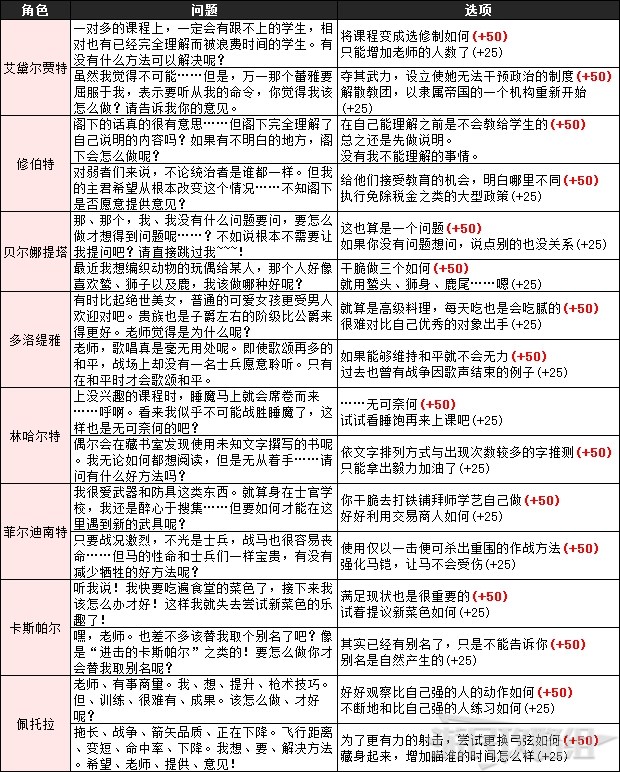 角色 问题 选项
艾黛尔贾特
一对多的课程上，一定会有跟不上的学生，相
对也有已经完全理解而被浪费时间的学生。有
没有什么方法可以解决呢？
将课程变成选修制如何(+50)
只能增加老师的人数了(+25)
虽然我觉得不可能……但是，万一那个蕾雅要
屈服于我，表示要听从我的命令，你觉得我该
怎么做？请告诉我你的意见。
夺其武力，设立使她无法干预政治的制度(+50)
解散教团，以隶属帝国的一个机构重新开始
(+25)
修伯特
阁下的话真的很有意思……但阁下完全理解了
自己说明的内容吗？如果有不明白的地方，阁
下会怎么做呢？
在自己能理解之前是不会教给学生的(+50)
总之还是先做说明。
没有我不能理解的事情。
对弱者们来说，不论统治者是谁都一样。但我
的主君希望从根本改变这个情况……不知阁下
是否愿意提供意见？
给他们接受教育的机会，明白哪里不同(+50)
执行免除税金之类的大型政策(+25)
贝尔娜提塔
那、那个，我、我没有什么问题要问，要怎么
做才想得到问题呢……？不如说根本不需要让
我提问吧？请直接跳过我~~~！
这也算是一个问题(+50)
如果你没有问题想问，说点别的也没关系(+25)
最近我想编织动物的玩偶给某人，那个人好像
喜欢鹫、狮子以及鹿，我该做哪种好呢？
干脆做三个如何(+50)
就用鹫头、狮身、鹿尾……嗯(+25)
多洛缇雅
有时比起绝世美女，普通的可爱女孩更受男人
欢迎对吧。贵族也是子爵左右的阶级比公爵来
得更好。老师觉得是为什么呢？
就算是高级料理，每天吃也是会吃腻的(+50)
很难对比自己优秀的对象出手(+25)
老师，歌唱真是毫无用处呢。即使歌颂再多的
和平，战场上却没有一名士兵愿意聆听。只有
在和平时才会歌颂和平。
如果能够维持和平就不会无力(+50)
过去也曾有战争因歌声结束的例子(+25)
林哈尔特
上没兴趣的课程时，睡魔马上就会席卷而来
……呼啊。看来我似乎不可能战胜睡魔了，这
样也是无可奈何的吧？
……无可奈何(+50)
试试看睡饱再来上课吧(+25)
偶尔会在藏书室发现使用未知文字撰写的书呢
。我无论如何都想阅读，但是无从着手……请
问有什么好方法吗？
依文字排列方式与出现次数较多的字推测(+50)
只能拿出毅力加油了(+25)
菲尔迪南特
我很爱武器和防具这类东西。就算身在士官学
校，我还是醉心于搜集……但要如何才能在这
里遇到新的武具呢？
你干脆去打铁铺拜师学艺自己做(+50)
好好利用交易商人如何(+25)
只要战况激烈，不光是士兵，战马也很容易丧
命……但马的性命和士兵们一样宝贵，有没有
减少牺牲的好方法呢？
使用仅以一击便可杀出重围的作战方法(+50)
强化马铠，让马不会受伤(+25)
卡斯帕尔
听我说！我快要吃遍食堂的菜色了，接下来我
该怎么办才好！这样我就失去尝试新菜色的乐
趣了！
满足现状也是很重要的(+50)
试着提议新菜色如何(+25)
嘿，老师。也差不多该替我取个别名了吧？像
是“进击的卡斯帕尔”之类的！要怎么做你才
会替我取别名呢？
其实已经有别名了，只是不能告诉你(+50)
别名是自然产生的(+25)
佩托拉
老师、有事商量。我、想、提升、枪术技巧。
但、训练、很难有、成果。该怎么做、才好
呢？
好好观察比自己强的人的动作如何(+50)
不断地和比自己强的人练习如何(+25)
拖长、战争、箭矢品质、正在下降。飞行距离
、变短、命中率、下降。我想、要、解决方法
。希望、老师、提供、意见！
为了更有力的射击，尝试更换弓弦如何(+50)
藏身起来，增加瞄准的时间怎么样(+25)